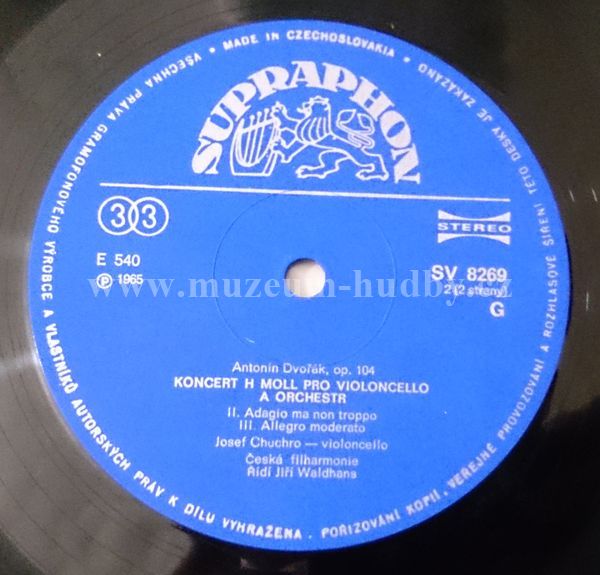 VŠECHNA PRÁVA GRAMOFONOVÉHO VÝROBCE A VLASTNÍKŮ AUTORSKÝCH PRÁV K DÍLU VYHRAŽENA. POŘIZOVÁNÍ KOPIÍ, VEŘEJNÉ PROVOZOVÁNÍ A ROZHLASOVÉ ŠÍŘENÍ TÉTO DESKY JE ZAKÁZÁNO • MADE IN CZECHOSLOVAKIA •
SUPRAPHON
33
STEREO
E 540
SV 8269
℗ 1965
2 (2 strany)
G
www.muzeum-hudby.cz
Antonín Dvořák, op. 104
KONCERT H MOLL PRO VIOLONCELLO
A ORCHESTR
II. Adagio ma non troppo
III. Allegro moderato
Josef Chuchro — violoncello
Česká filharmonie
Řídí Jiří Waldhans